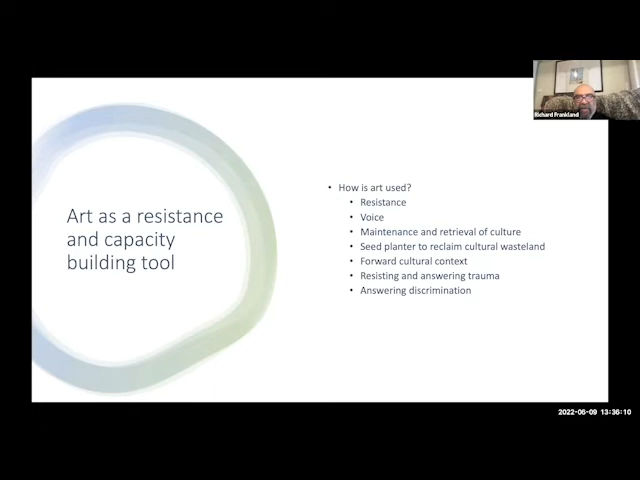 Richard Frankland
Art as a resistance
and capacity
building tool
• How is art used?
• Resistance
• Voice
• Maintenance and retrieval of culture
• Seed planter to reclaim cultural wasteland
• Forward cultural context
• Resisting and answering trauma
• Answering discrimination
2022-06-09 13:36:10